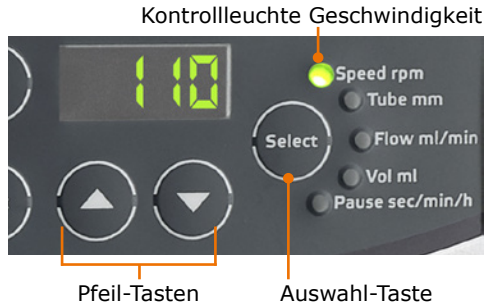 Kontrollleuchte Geschwindigkeit
110
Speed rpm
Tube mm
Select
Flow ml/min
Vol ml
Pause sec/min/h
Pfeil-Tasten
Auswahl-Taste